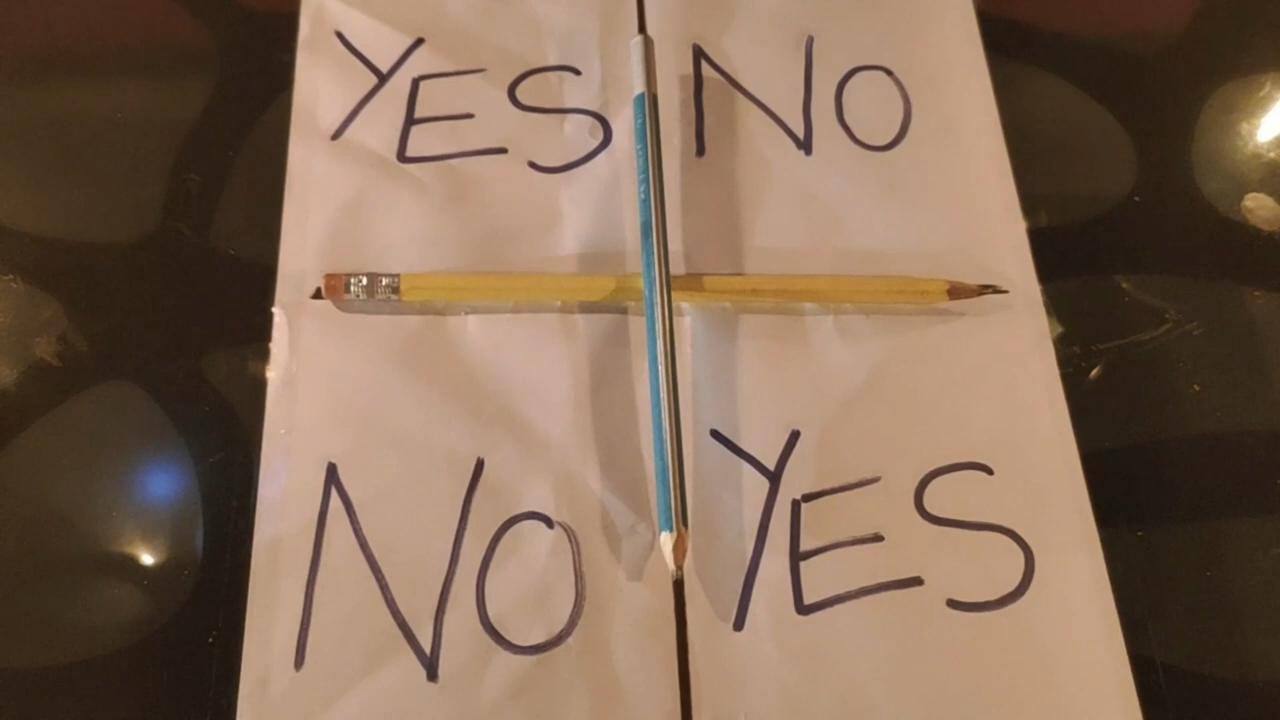 YES NO
NO YES